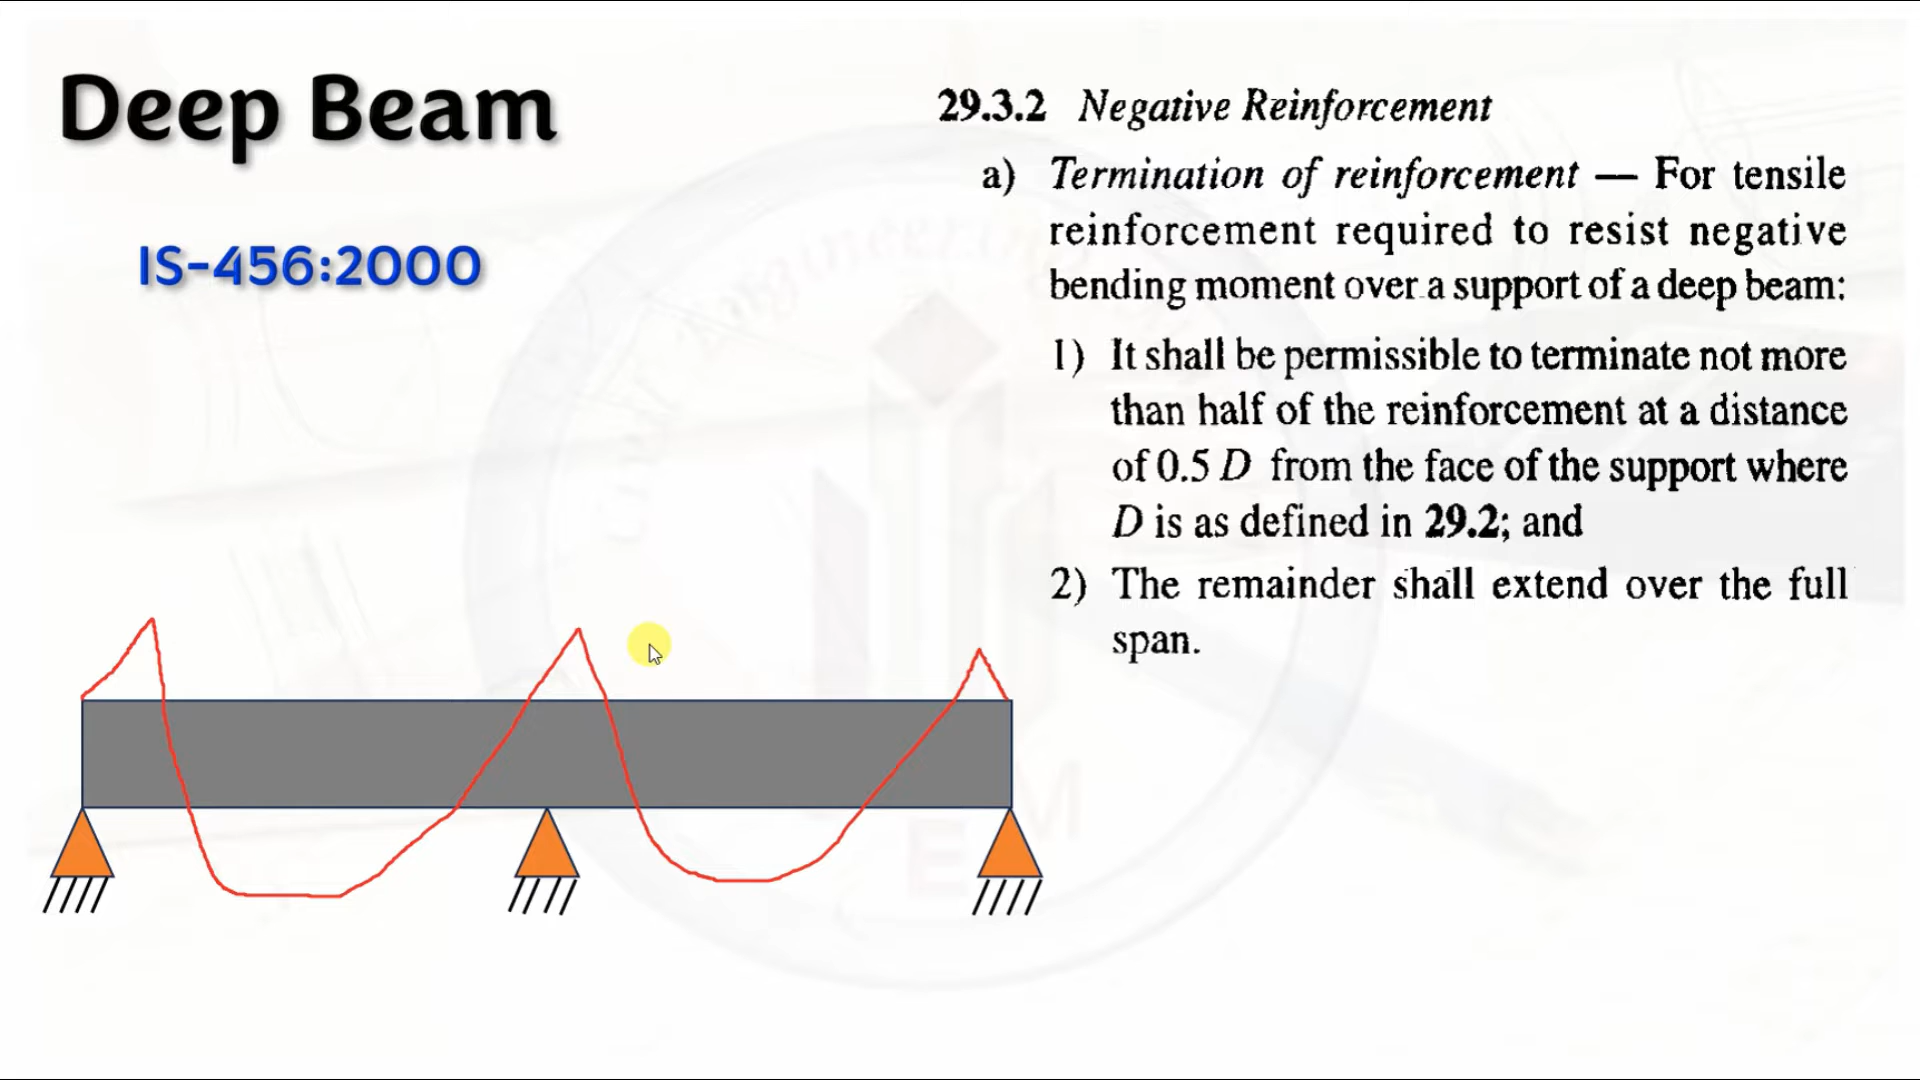 Deep Beam
IS-456:2000
29.3.2 Negative Reinforcement
a) Termination of reinforcement — For tensile
reinforcement required to resist negative
bending moment over a support of a deep beam:
1) It shall be permissible to terminate not more
than half of the reinforcement at a distance
of 0.5 D from the face of the support where
D is as defined in 29.2; and
2) The remainder shall extend over the full
span.